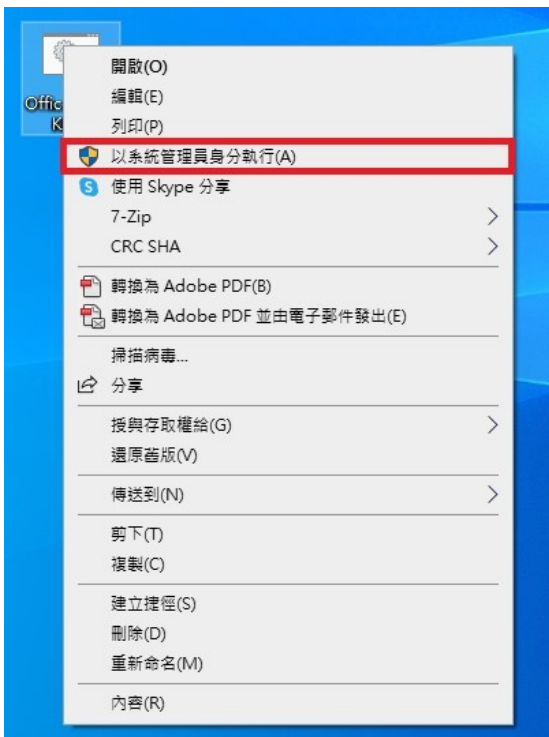 Offic
K
開啟(O)
編輯(E)
列印(P)
以系統管理員身分執行(A)
使用 Skype 分享
7-Zip
CRC SHA
轉換為 Adobe PDF(B)
轉換為 Adobe PDF 並由電子郵件發出(E)
掃描病毒...
分享
授與存取權給(G)
還原舊版(V)
傳送到(N)
剪下(T)
複製(C)
建立捷徑(S)
刪除(D)
重新命名(M)
內容(R)